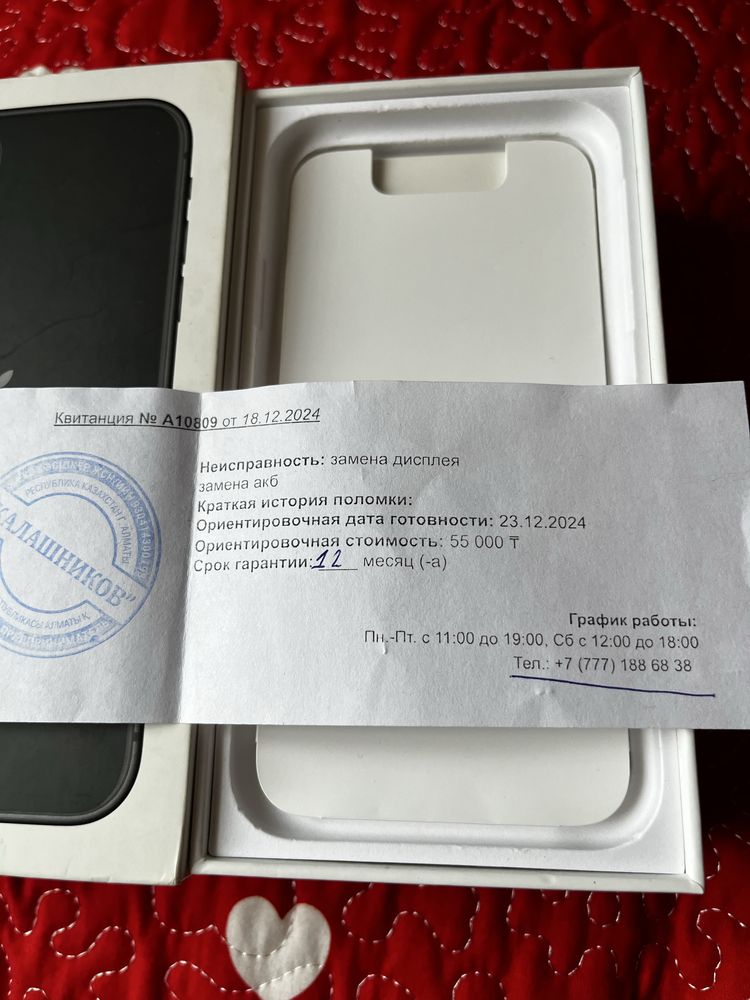 Квитанция № А10809 от 18.12.2024
Неисправность: замена дисплея
замена акб
Краткая история поломки:
Ориентировочная дата готовности: 23.12.2024
Ориентировочная стоимость: 55 000 ₸
Срок гарантии: 12 месяц (-а)
График работы:
Пн.-Пт. с 11:00 до 19:00, Сб с 12:00 до 18:00
Тел.: +7 (777) 188 68 38
РЕСПУБЛИКА КАЗАХСТАН Г. АЛМАТЫ
КАЛАШНИКОВ"
АЛМАТЫ Қ.